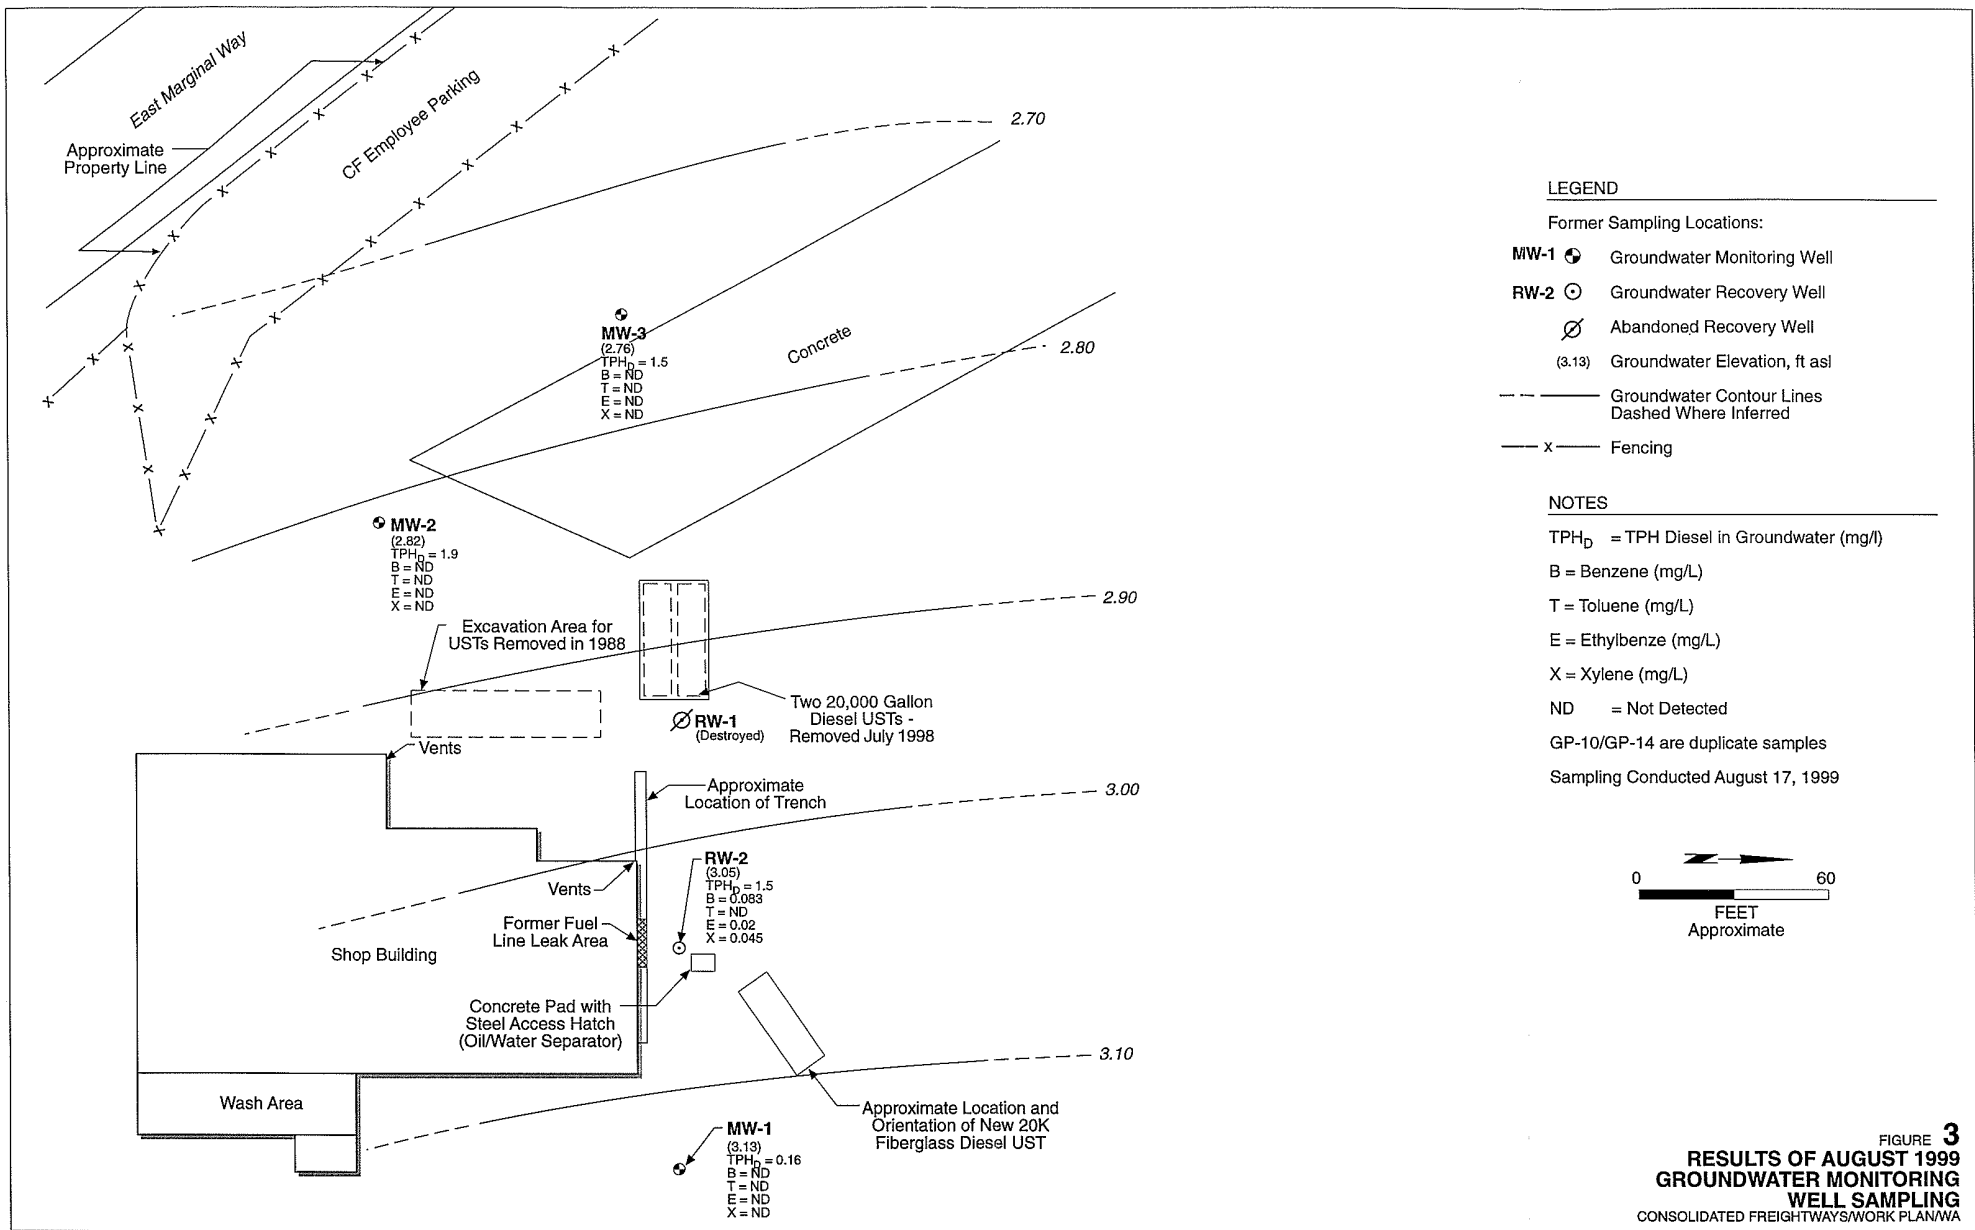 East Marginal Way
Approximate
Property Line
CF Employee Parking
2.70
MW-3
(2.76)
TPHD = 1.5
B = ND
T = ND
E = ND
X = ND
Concrete
2.80
MW-2
(2.82)
TPHD = 1.9
B = ND
T = ND
E = ND
X = ND
2.90
Excavation Area for
USTs Removed in 1988
Two 20,000 Gallon
Diesel USTs -
Removed July 1998
RW-1
(Destroyed)
Vents
Approximate
Location of Trench
3.00
RW-2
(3.05)
TPHD = 1.5
B = 0.083
T = ND
E = 0.02
X = 0.045
Vents
Former Fuel
Line Leak Area
Shop Building
Concrete Pad with
Steel Access Hatch
(Oil/Water Separator)
3.10
Wash Area
Approximate Location and
Orientation of New 20K
Fiberglass Diesel UST
MW-1
(3.13)
TPHD = 0.16
B = ND
T = ND
E = ND
X = ND
LEGEND
Former Sampling Locations:
MW-1 Groundwater Monitoring Well
RW-2 Groundwater Recovery Well
Abandoned Recovery Well
(3.13) Groundwater Elevation, ft asl
Groundwater Contour Lines
Dashed Where Inferred
x Fencing
NOTES
TPHD = TPH Diesel in Groundwater (mg/l)
B = Benzene (mg/L)
T = Toluene (mg/L)
E = Ethylbenze (mg/L)
X = Xylene (mg/L)
ND = Not Detected
GP-10/GP-14 are duplicate samples
Sampling Conducted August 17, 1999
Z
0 60
FEET
Approximate
FIGURE 3
RESULTS OF AUGUST 1999
GROUNDWATER MONITORING
WELL SAMPLING
CONSOLIDATED FREIGHTWAYS/WORK PLAN/WA